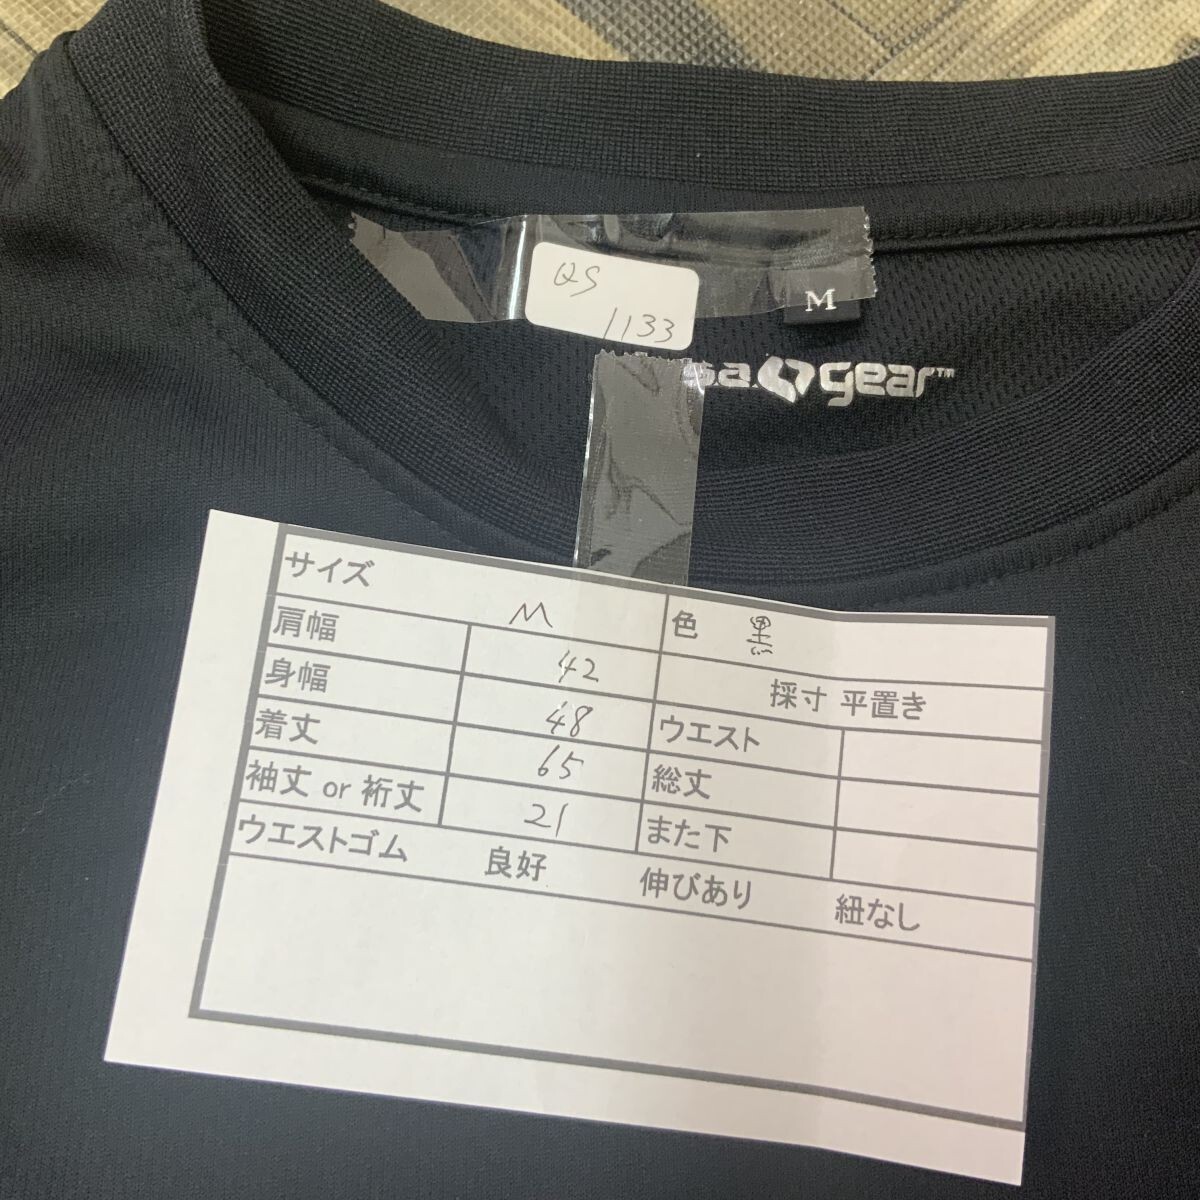 QS
1133
M
s.a. gear™
サイズ M 色 黒
肩幅 42 採寸 平置き
身幅 48 ウエスト
着丈 65 総丈
袖丈 or 裄丈 21 また下
ウエストゴム 良好 伸びあり 紐なし